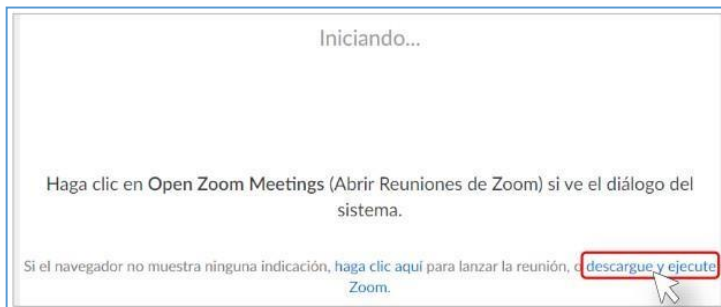 Iniciando...
Haga clic en Open Zoom Meetings (Abrir Reuniones de Zoom) si ve el diálogo del
sistema.
Si el navegador no muestra ninguna indicación, haga clic aquí para lanzar la reunión, o descargue y ejecute
Zoom.